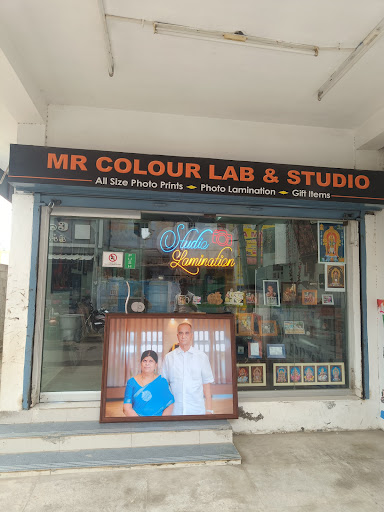 MR COLOUR LAB & STUDIO
All Size Photo Prints Photo Lamination Gift Items
Studio
Lamination